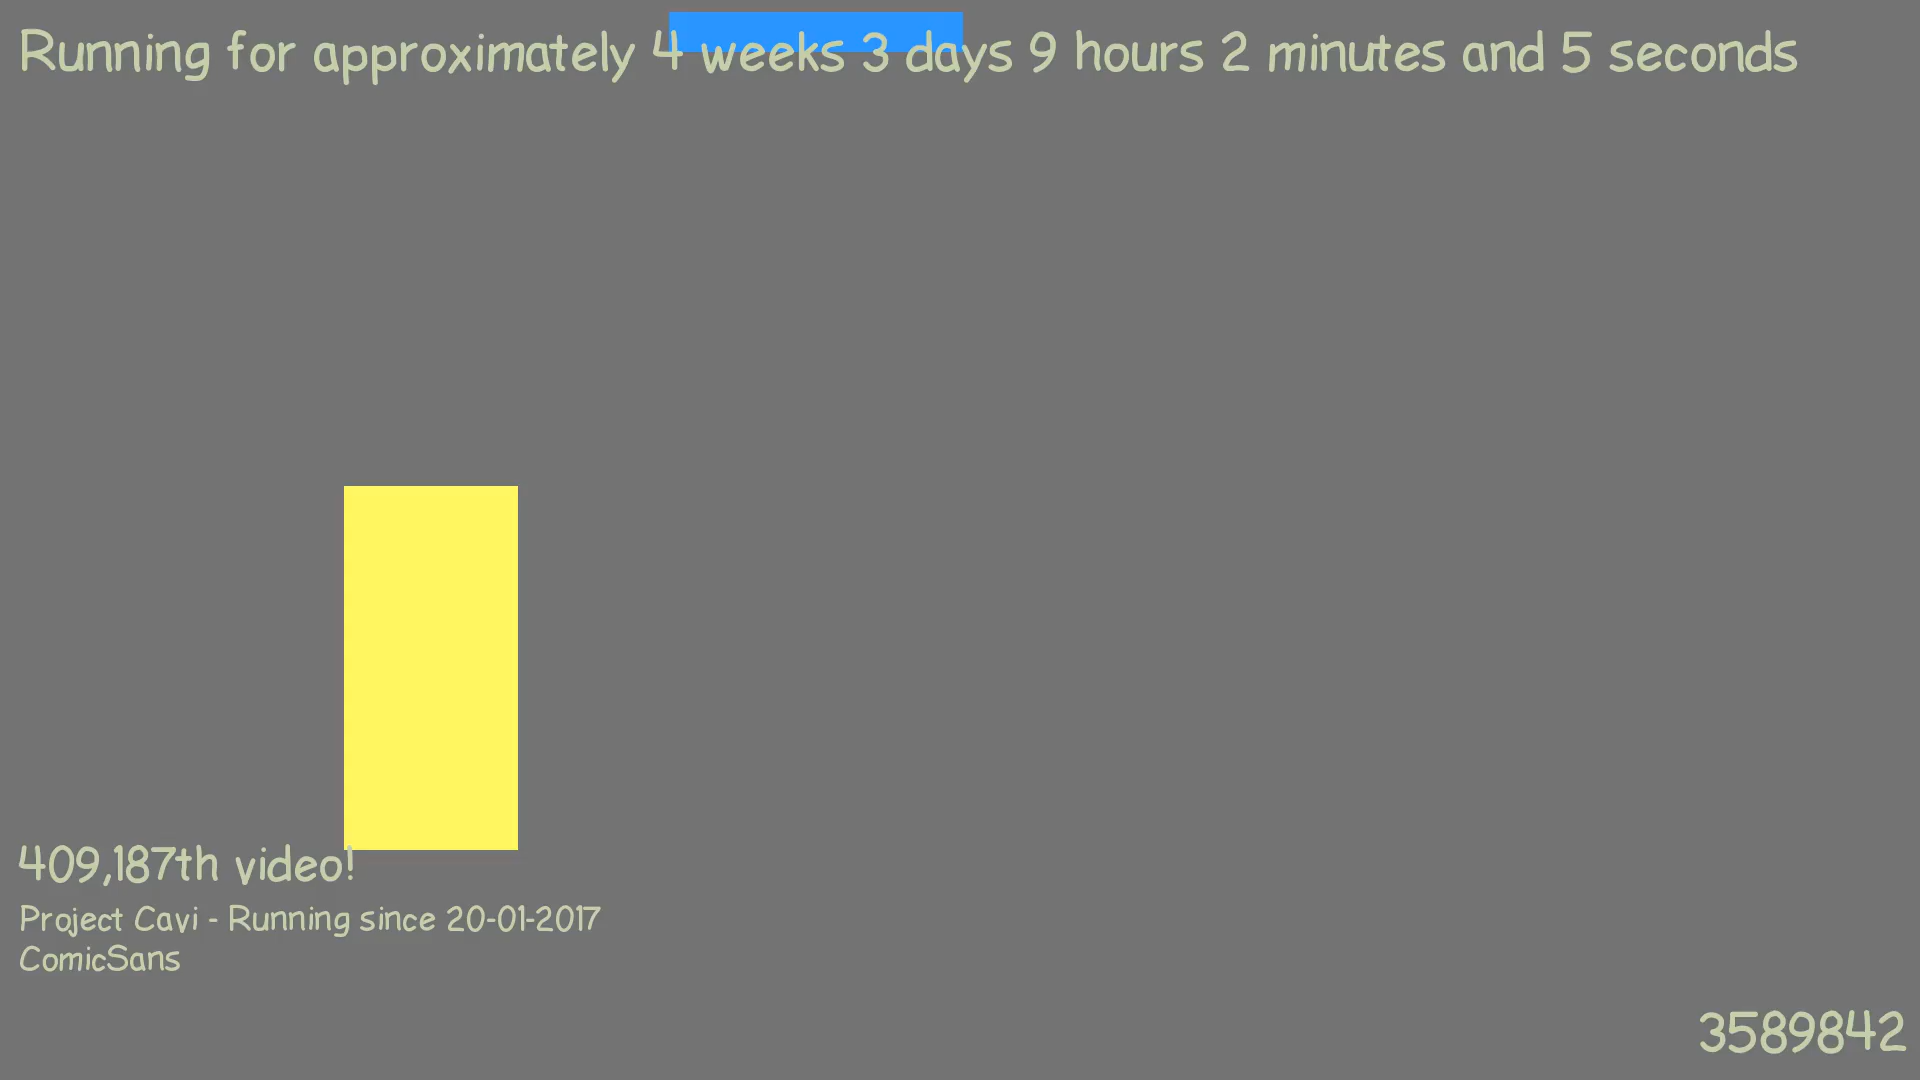 Running for approximately 4 weeks 3 days 9 hours 2 minutes and 5 seconds
409,187th video!
Project Cavi - Running since 20-01-2017
ComicSans
3589842